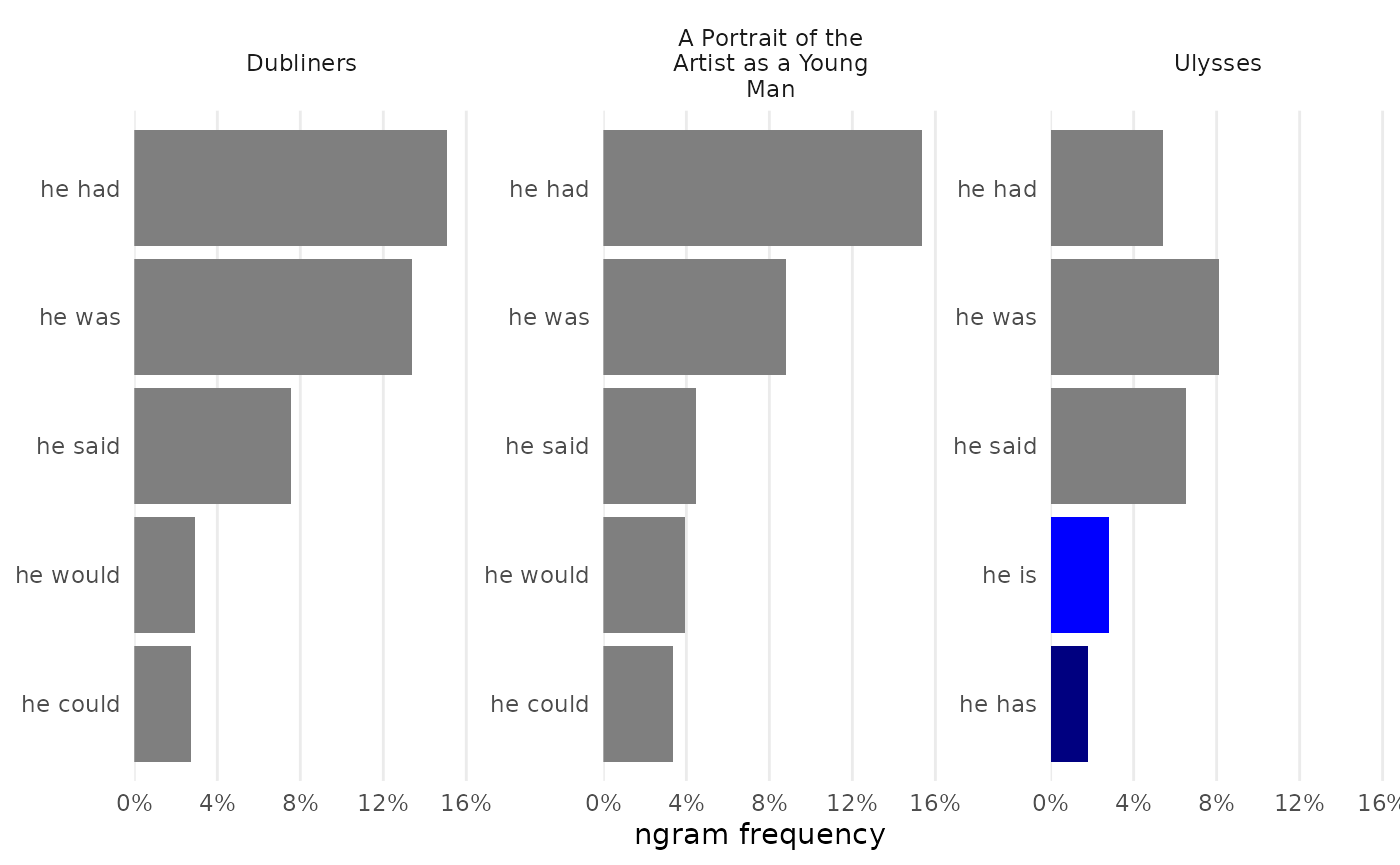 Dubliners
he had
he was
he said
he would
he could
0% 4% 8% 12% 16%
A Portrait of the
Artist as a Young
Man
he had
he was
he said
he would
he could
0% 4% 8% 12% 16%
Ulysses
he had
he was
he said
he is
he has
0% 4% 8% 12% 16%
ngram frequency